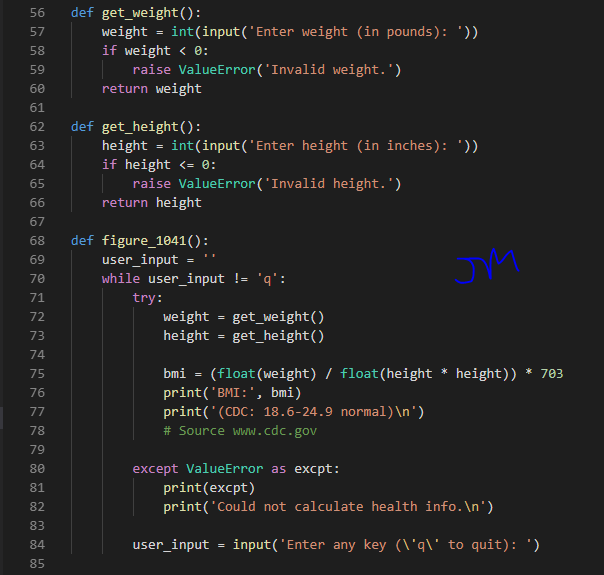 56 def get_weight():
57     weight = int(input('Enter weight (in pounds): '))
58     if weight < 0:
59         raise ValueError('Invalid weight.')
60     return weight
61
62 def get_height():
63     height = int(input('Enter height (in inches): '))
64     if height <= 0:
65         raise ValueError('Invalid height.')
66     return height
67
68 def figure_1041():
69     user_input = ''
70     while user_input != 'q':
71         try:
72             weight = get_weight()
73             height = get_height()
74
75             bmi = (float(weight) / float(height * height)) * 703
76             print('BMI:', bmi)
77             print('(CDC: 18.6-24.9 normal)\n')
78             # Source www.cdc.gov
79
80         except ValueError as excpt:
81             print(excpt)
82             print('Could not calculate health info.\n')
83
84         user_input = input('Enter any key (\'q\' to quit): ')
85